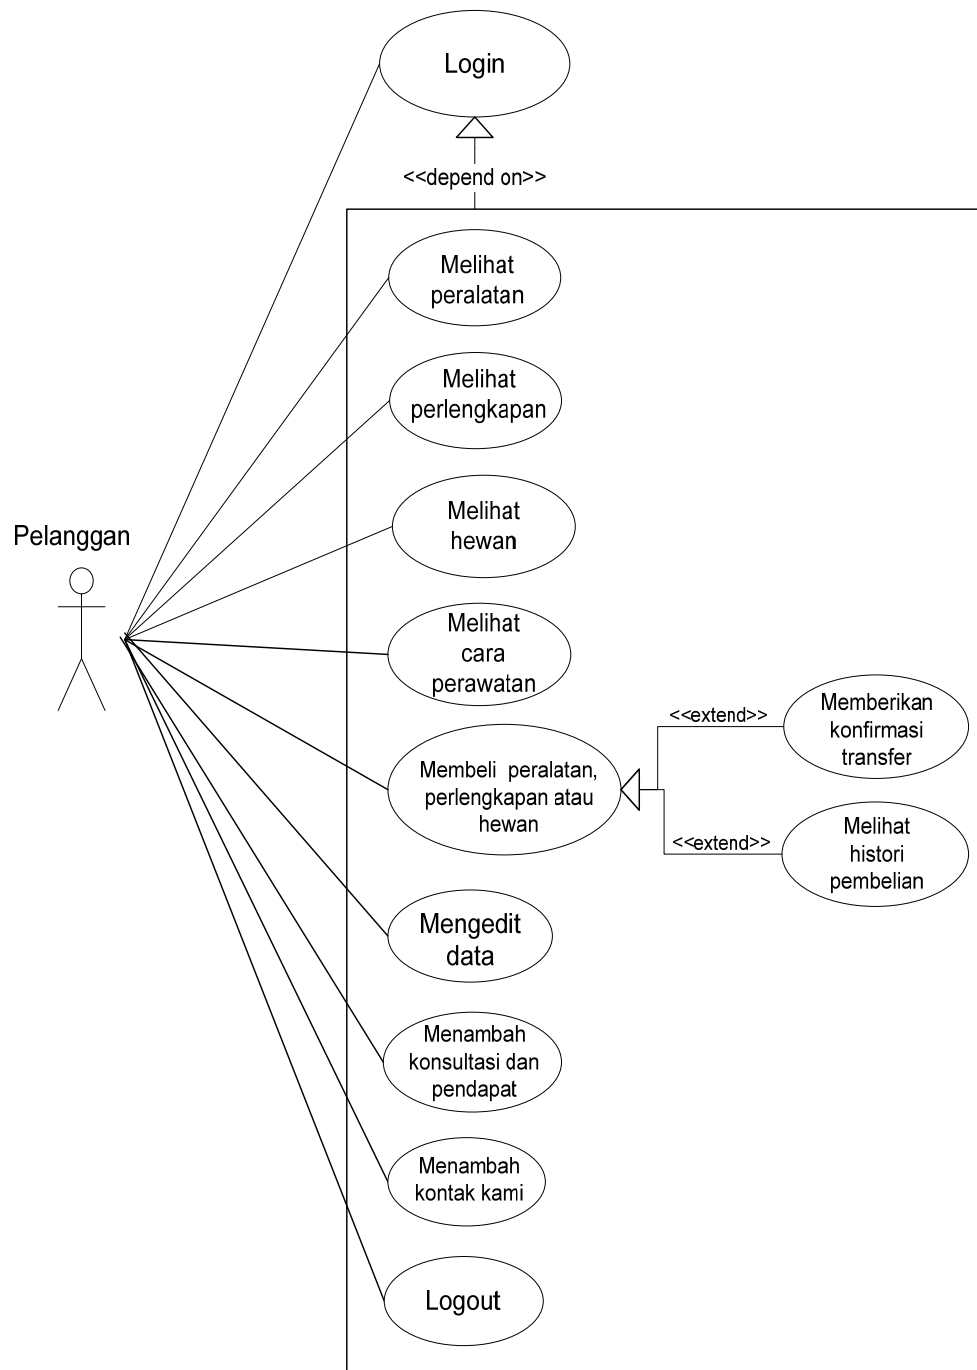 Login
<<depend on>>
Melihat
peralatan
Melihat
perlengkapan
Melihat
hewan
Pelanggan
Melihat
cara
perawatan
Membeli peralatan,
perlengkapan atau
hewan
<<extend>>
Memberikan
konfirmasi
transfer
<<extend>>
Melihat
histori
pembelian
Mengedit
data
Menambah
konsultasi dan
pendapat
Menambah
kontak kami
Logout